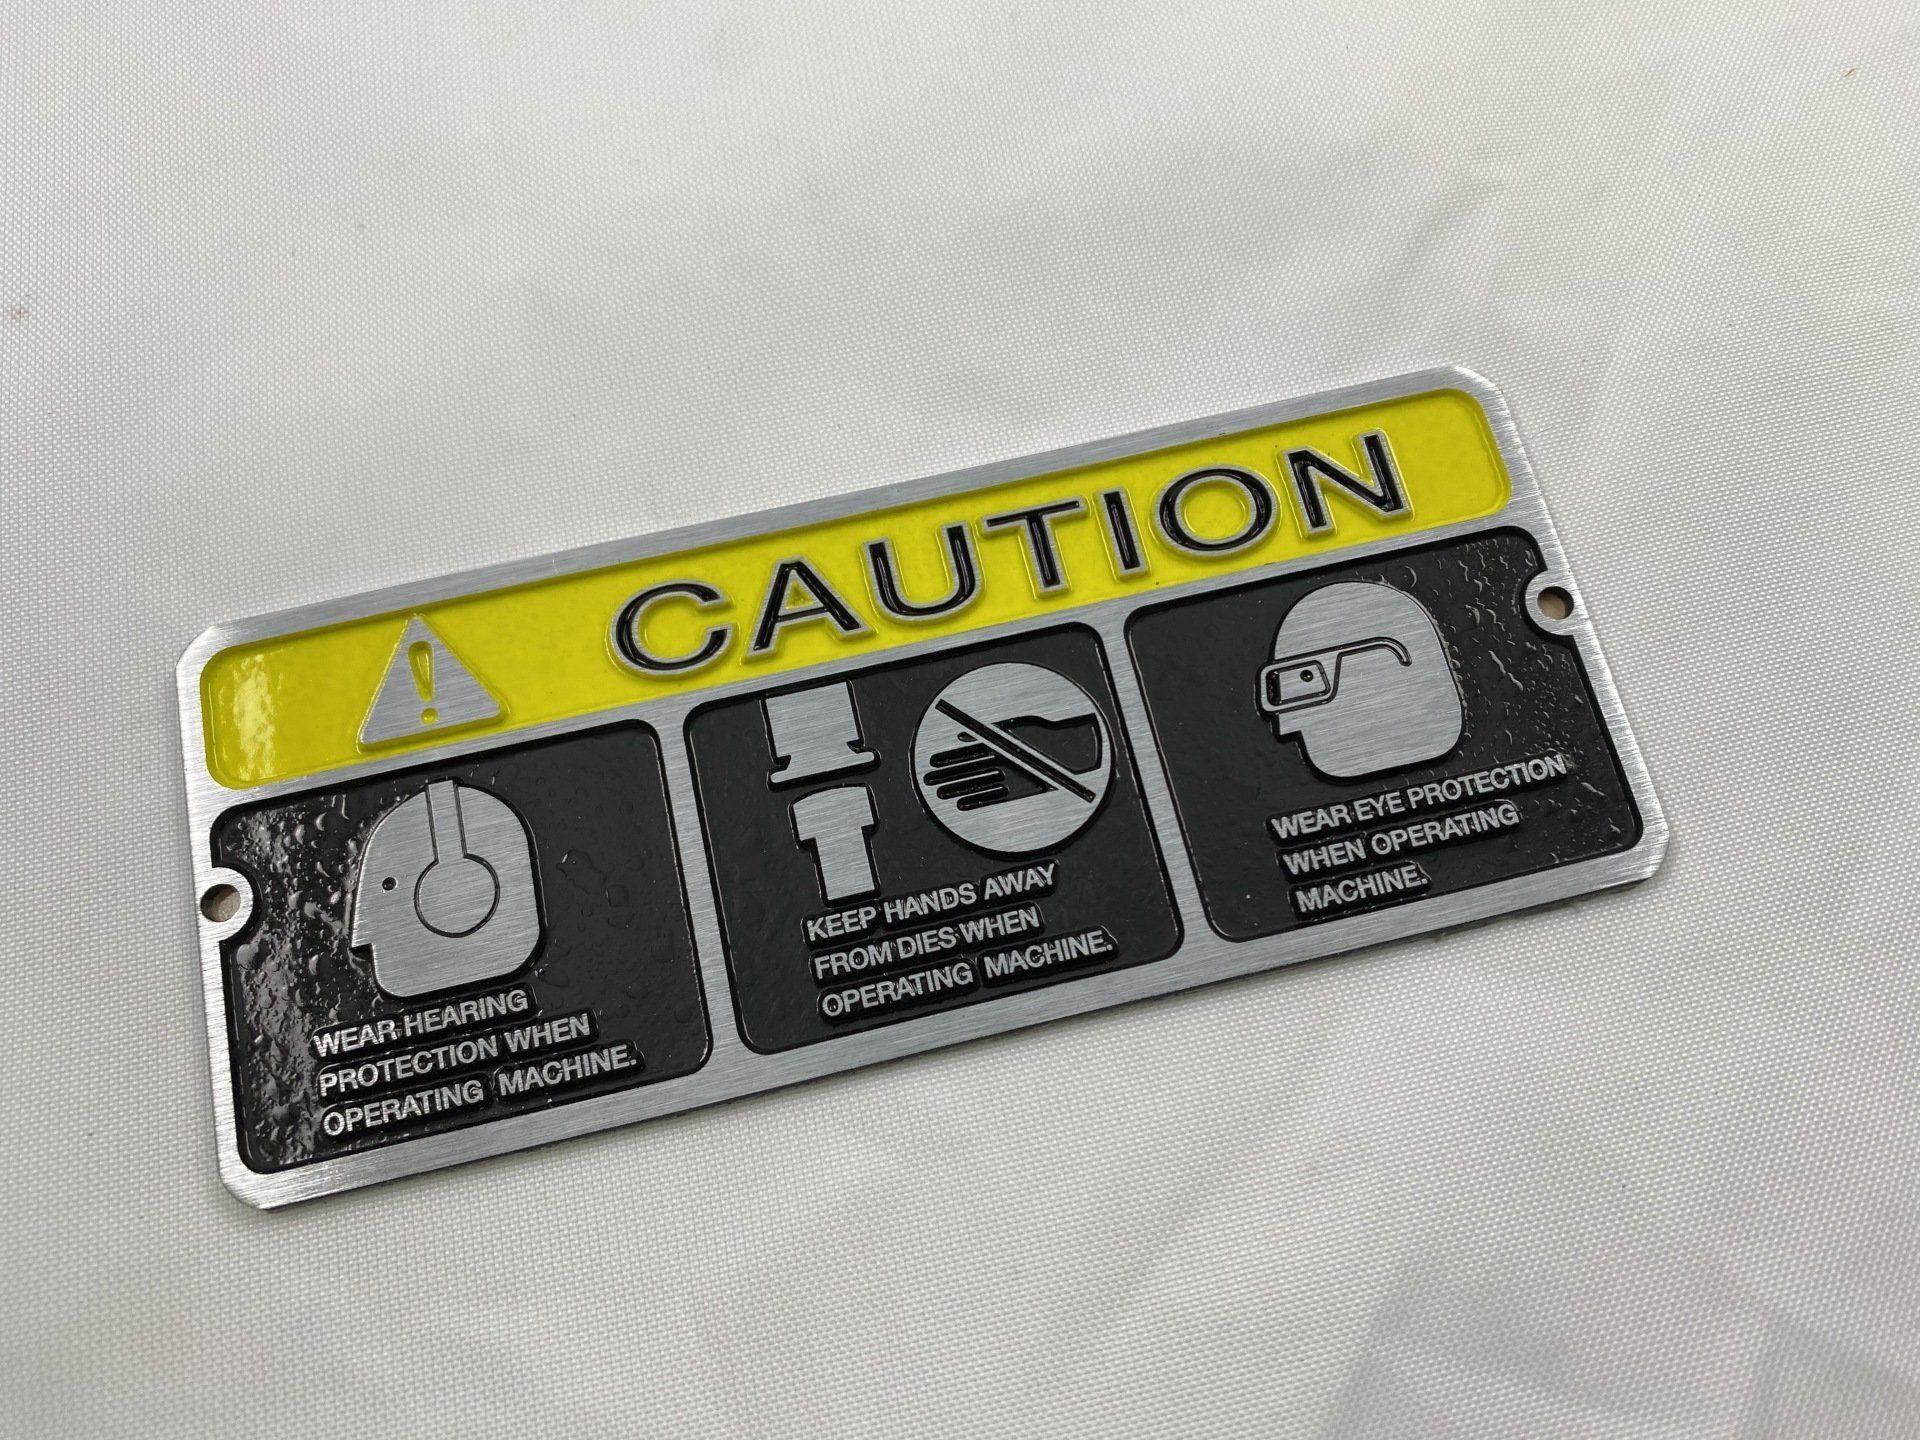 CAUTION
WEAR HEARING
PROTECTION WHEN
OPERATING MACHINE.
KEEP HANDS AWAY
FROM DIES WHEN
OPERATING MACHINE.
WEAR EYE PROTECTION
WHEN OPERATING
MACHINE.